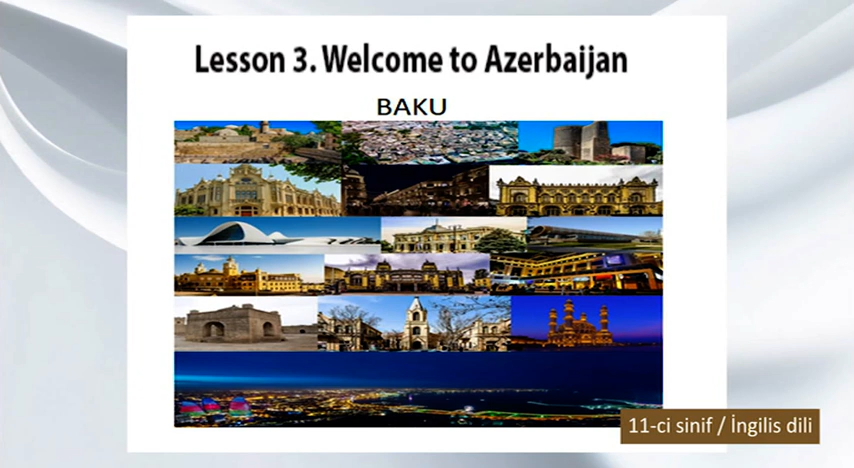 Lesson 3. Welcome to Azerbaijan
BAKU
11-ci sinif / İngilis dili